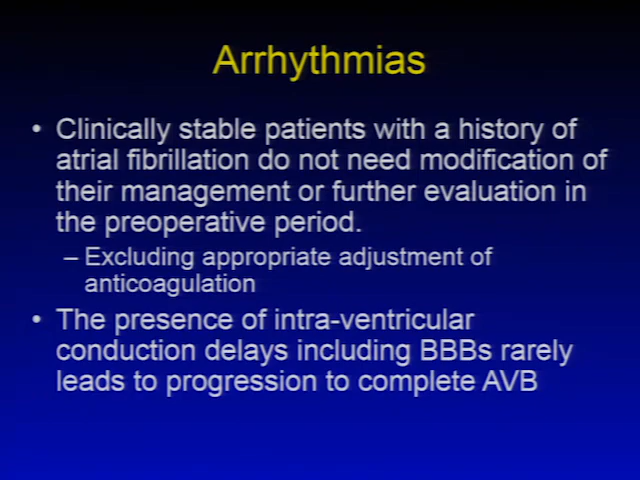 Arrhythmias
• Clinically stable patients with a history of
atrial fibrillation do not need modification of
their management or further evaluation in
the preoperative period.
– Excluding appropriate adjustment of
anticoagulation
• The presence of intra-ventricular
conduction delays including BBBs rarely
leads to progression to complete AVB